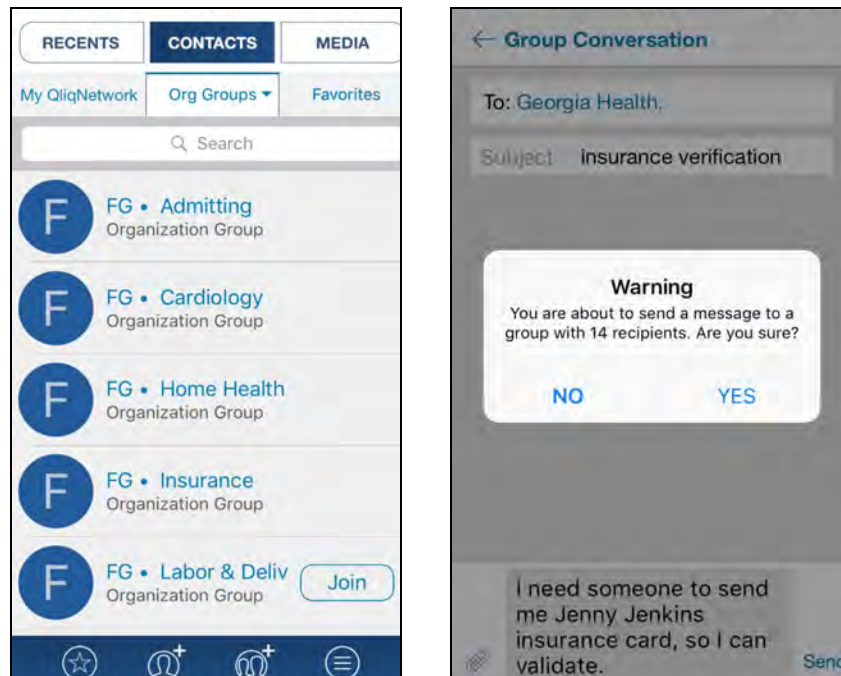 RECENTS CONTACTS MEDIA
My QliqNetwork Org Groups Favorites
Search
F
FG • Admitting
Organization Group
F
FG • Cardiology
Organization Group
F
FG • Home Health
Organization Group
F
FG • Insurance
Organization Group
F
FG • Labor & Deliv
Organization Group
Join
Group Conversation
To: Georgia Health,
Subject insurance verification
Warning
You are about to send a message to a
group with 14 recipients. Are you sure?
NO YES
I need someone to send
me Jenny Jenkins
insurance card, so I can
validate.
Send